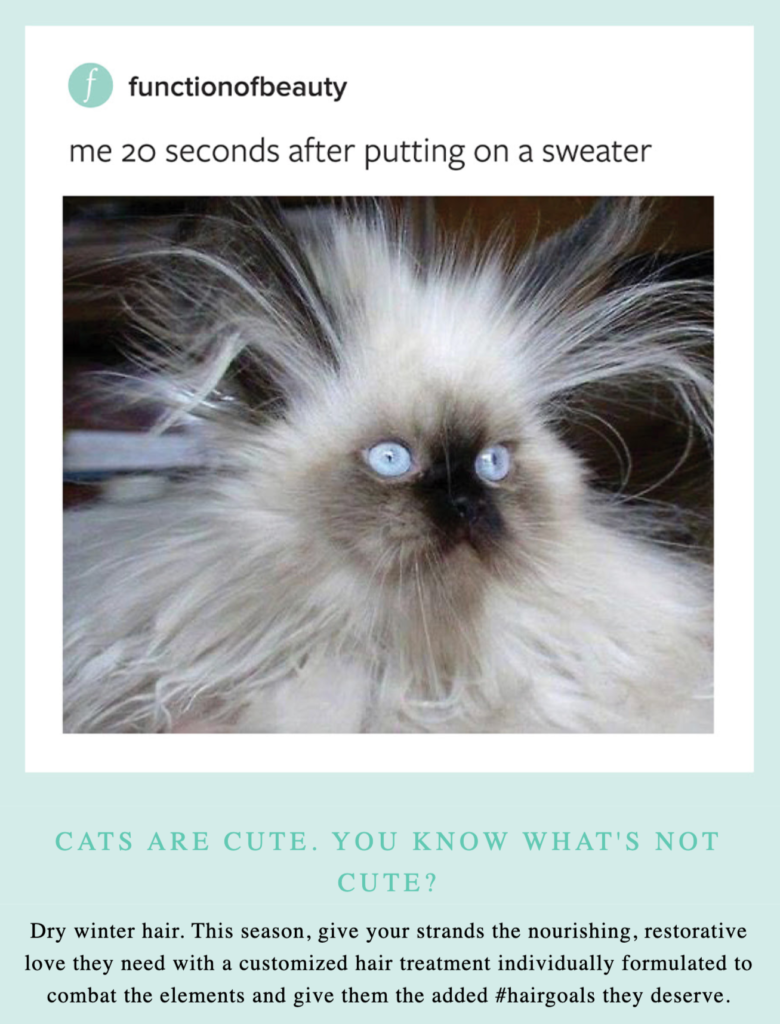 f
functionofbeauty
me 20 seconds after putting on a sweater
CATS ARE CUTE. YOU KNOW WHAT'S NOT
CUTE?
Dry winter hair. This season, give your strands the nourishing, restorative
love they need with a customized hair treatment individually formulated to
combat the elements and give them the added #hairgoals they deserve.